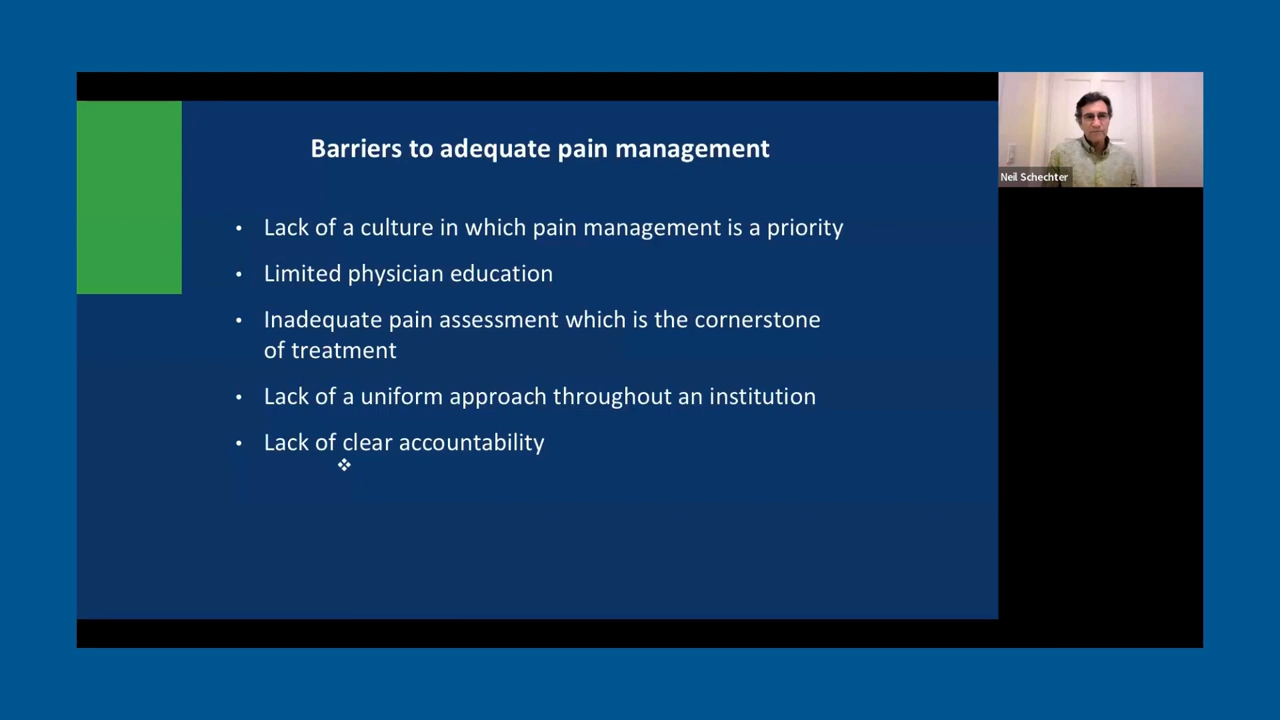 Barriers to adequate pain management
• Lack of a culture in which pain management is a priority
• Limited physician education
• Inadequate pain assessment which is the cornerstone
of treatment
• Lack of a uniform approach throughout an institution
• Lack of clear accountability
❖
Neil Schechter